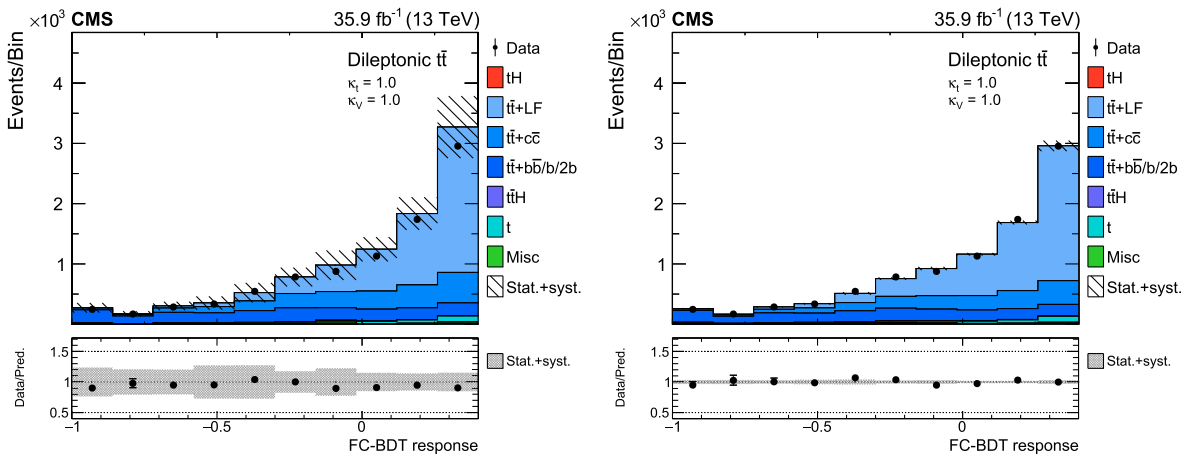 ×10³ CMS 35.9 fb⁻¹ (13 TeV)
Events/Bin
4
3
2
1
Dileptonic tt̄
κt = 1.0
κV = 1.0
Data
tH
tt̄+LF
tt̄+cc̄
tt̄+bb̄/b/2b
tt̄H
t
Misc
Stat.+syst.
Data/Pred.
1.5
1
0.5
Stat.+syst.
−1 −0.5 0
FC-BDT response
×10³ CMS 35.9 fb⁻¹ (13 TeV)
Events/Bin
4
3
2
1
Dileptonic tt̄
κt = 1.0
κV = 1.0
Data
tH
tt̄+LF
tt̄+cc̄
tt̄+bb̄/b/2b
tt̄H
t
Misc
Stat.+syst.
Data/Pred.
1.5
1
0.5
Stat.+syst.
−1 −0.5 0
FC-BDT response